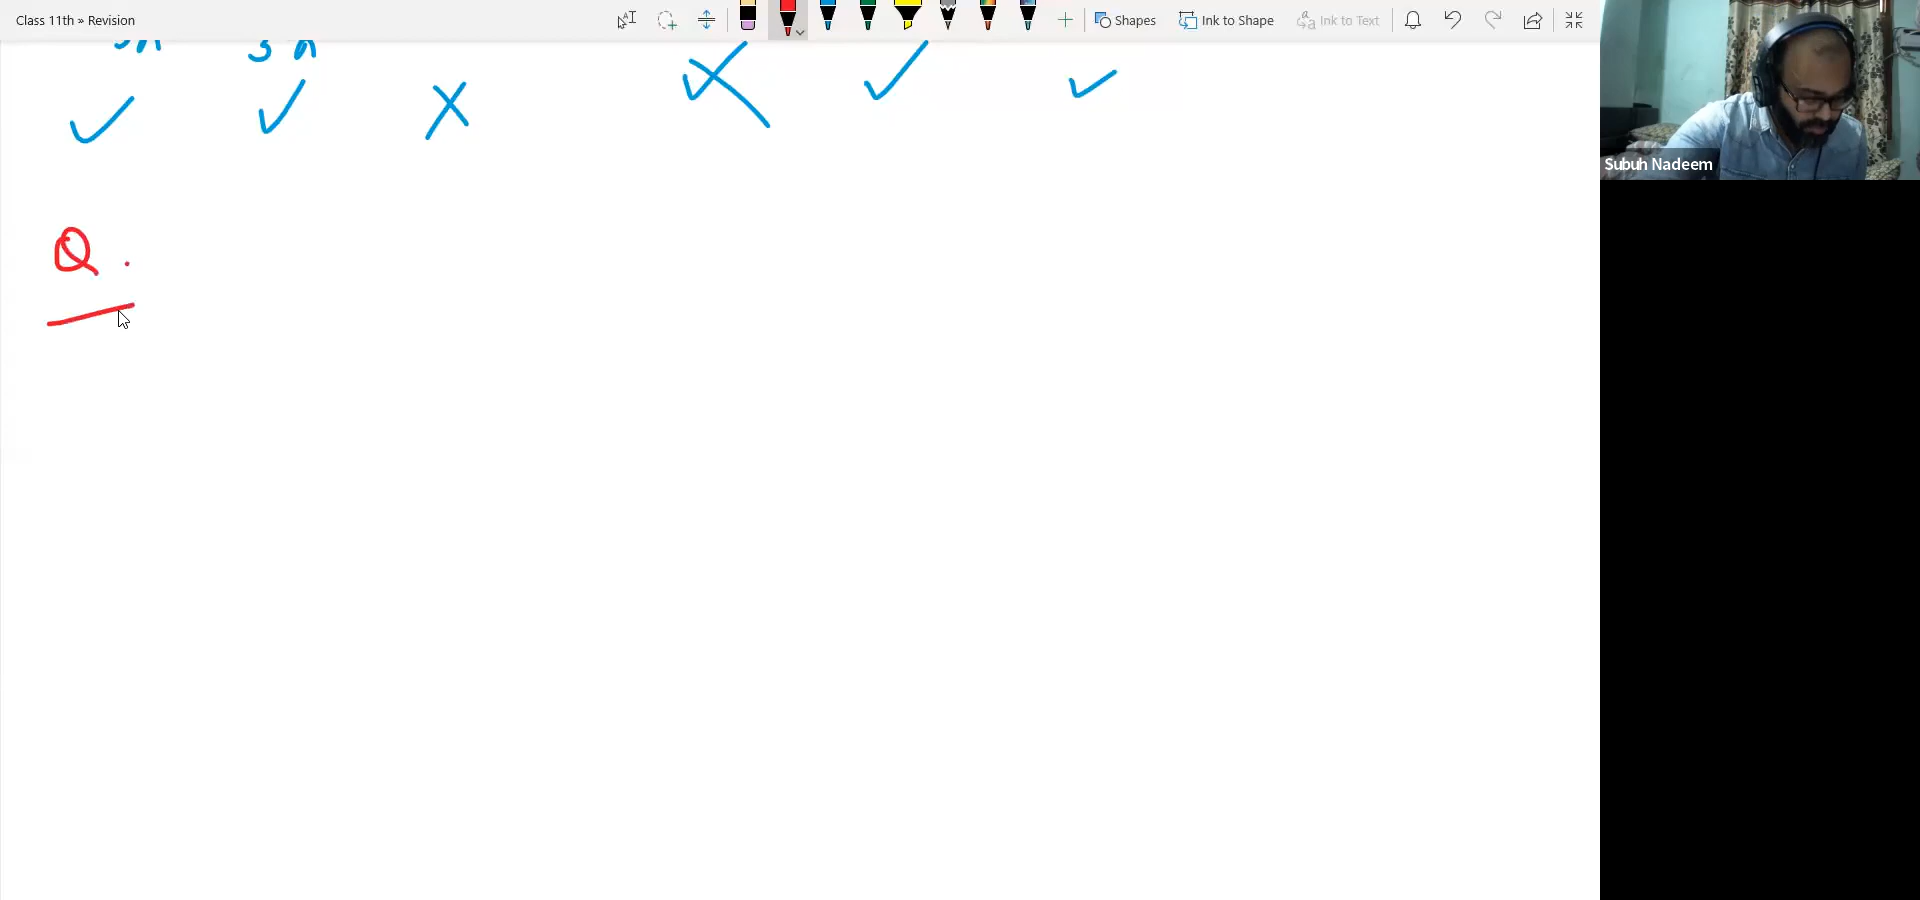 Class 11th » Revision
Shapes Ink to Shape Ink to Text
Subuh Nadeem
Q .